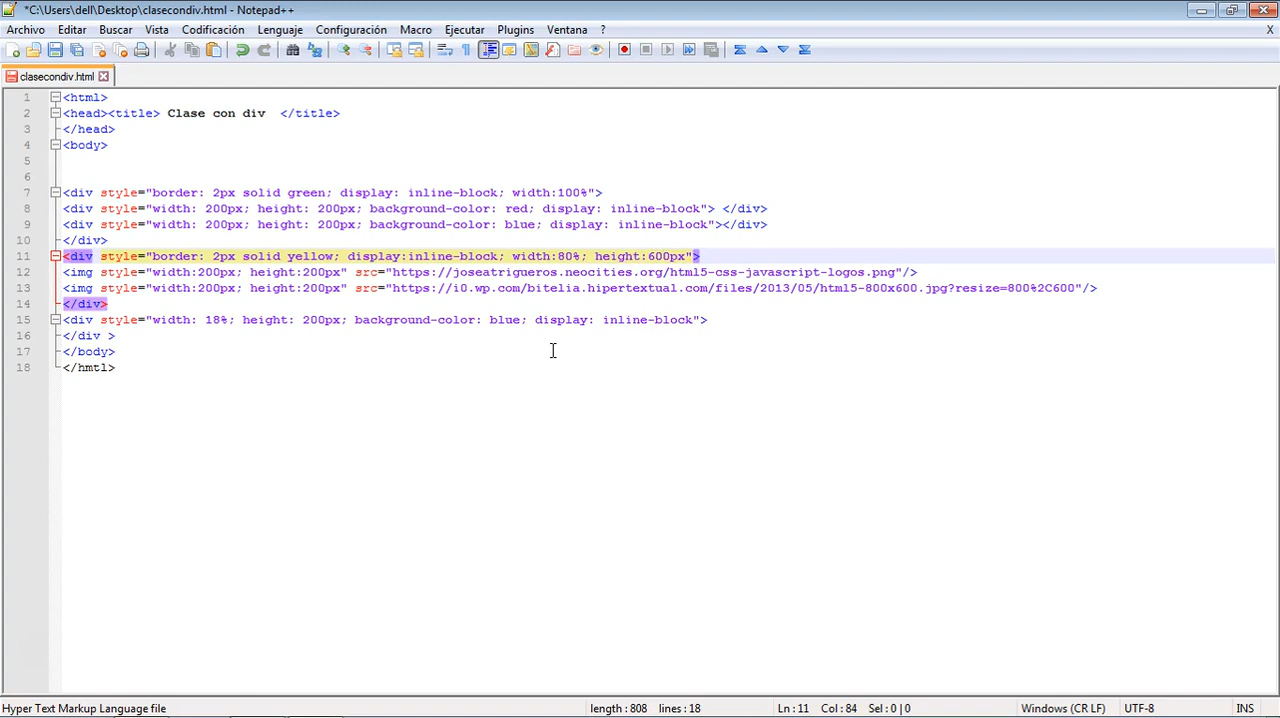 *C:\Users\dell\Desktop\clasecondiv.html - Notepad++
Archivo Editar Buscar Vista Codificación Lenguaje Configuración Macro Ejecutar Plugins Ventana ? X
clasecondiv.html
1 <html>
2 <head><title> Clase con div  </title>
3 </head>
4 <body>
5
6
7 <div style="border: 2px solid green; display: inline-block; width:100%">
8 <div style="width: 200px; height: 200px; background-color: red; display: inline-block"> </div>
9 <div style="width: 200px; height: 200px; background-color: blue; display: inline-block"></div>
10 </div>
11 <div style="border: 2px solid yellow; display:inline-block; width:80%; height:600px">
12 <img style="width:200px; height:200px" src="https://joseatrigueros.neocities.org/html5-css-javascript-logos.png"/>
13 <img style="width:200px; height:200px" src="https://i0.wp.com/bitelia.hipertextual.com/files/2013/05/html5-800x600.jpg?resize=800%2C600"/>
14 </div>
15 <div style="width: 18%; height: 200px; background-color: blue; display: inline-block">
16 </div >
17 </body>
18 </hmtl>
Hyper Text Markup Language file length : 808 lines : 18 Ln : 11 Col : 84 Sel : 0 | 0 Windows (CR LF) UTF-8 INS